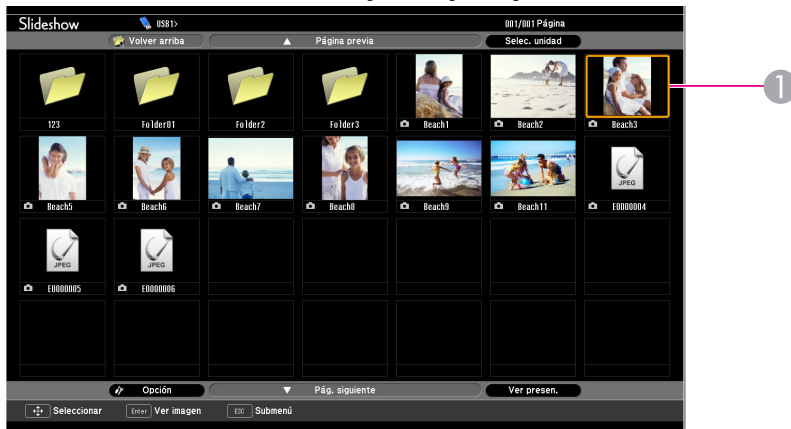 Slideshow USB1> 001/001 Página
Volver arriba ▲ Página previa Selec. unidad
123 Folder01 Folder2 Folder3 Beach1 Beach2 Beach3
1
Beach5 Beach6 Beach7 Beach8 Beach9 Beach11 JPEG E0000004
JPEG E0000005 JPEG E0000006
Opción ▼ Pág. siguiente Ver presen.
Seleccionar Enter Ver imagen ESC Submenú